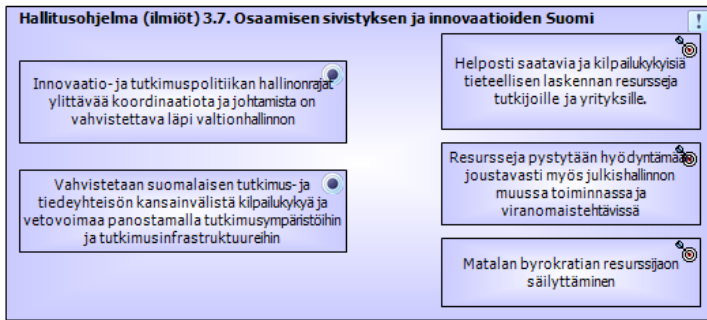 Hallitusohjelma (ilmiöt) 3.7. Osaamisen sivistyksen ja innovaatioiden Suomi
!
Innovaatio- ja tutkimuspolitiikan hallinonrajat
ylittävää koordinaatiota ja johtamista on
vahvistettava läpi valtionhallinnon
Vahvistetaan suomalaisen tutkimus- ja
tiedeyhteisön kansainvälistä kilpailukykyä ja
vetovoimaa panostamalla tutkimusympäristöihin
ja tutkimusinfrastruktuureihin
Helposti saatavia ja kilpailukykyisiä
tieteellisen laskennan resursseja
tutkijoille ja yrityksille.
Resursseja pystytään hyödyntämään
joustavasti myös julkishallinnon
muussa toiminnassa ja
viranomaistehtävissä
Matalan byrokratian resurssijaon
säilyttäminen